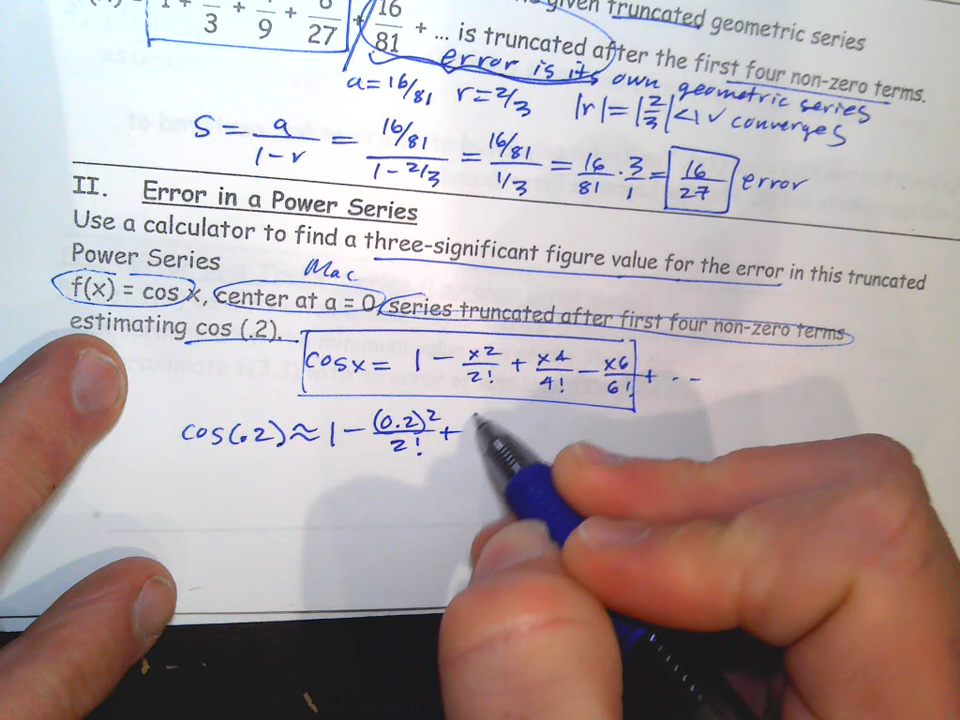 given truncated geometric series
1 + /3 + /9 + 8/27 + 16/81 + ... is truncated after the first four non-zero terms.
error is its own geometric series
a = 16/81 r = 2/3 |r| = |2/3| < 1 ✓ converges
S = a/1-r = 16/81/1-2/3 = 16/81/1/3 = 16/81 · 3/1 = 16/27 error
II. Error in a Power Series
Use a calculator to find a three-significant figure value for the error in this truncated
Power Series
Mac
f(x) = cos x, center at a = 0, series truncated after first four non-zero terms
estimating cos (.2).
cosx = 1 - x2/2! + x4/4! - x6/6! + ...
cos(.2) ≈ 1 - (0.2)²/2! +